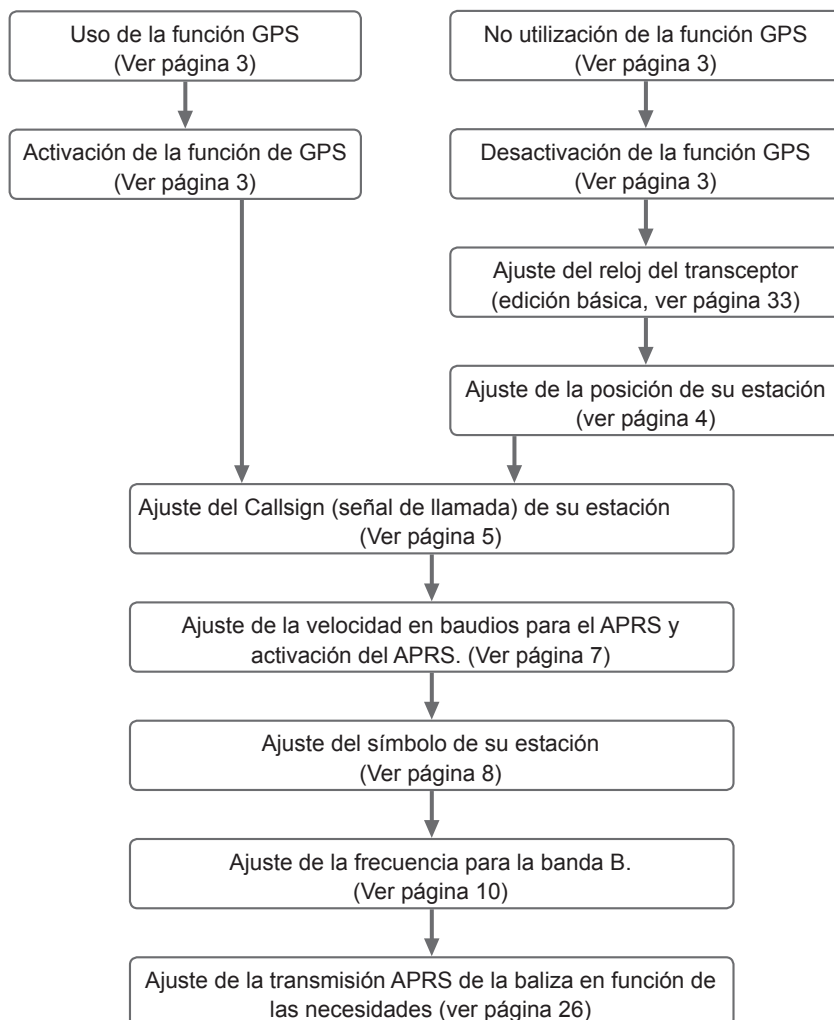 Uso de la función GPS
(Ver página 3)
No utilización de la función GPS
(Ver página 3)
Activación de la función de GPS
(Ver página 3)
Desactivación de la función GPS
(Ver página 3)
Ajuste del reloj del transceptor
(edición básica, ver página 33)
Ajuste de la posición de su estación
(ver página 4)
Ajuste del Callsign (señal de llamada) de su estación
(Ver página 5)
Ajuste de la velocidad en baudios para el APRS y
activación del APRS. (Ver página 7)
Ajuste del símbolo de su estación
(Ver página 8)
Ajuste de la frecuencia para la banda B.
(Ver página 10)
Ajuste de la transmisión APRS de la baliza en función de
las necesidades (ver página 26)